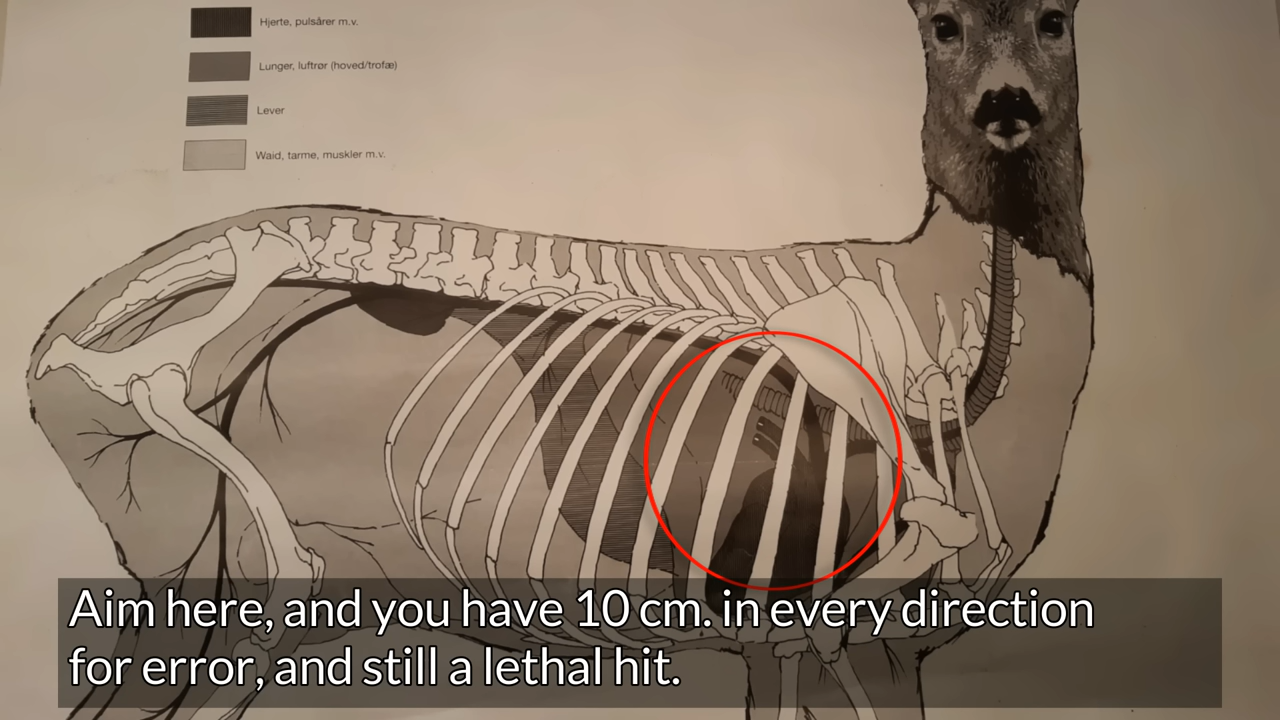 Hjerte, pulsårer m.v.
Lunger, luftrør (hoved/trofæ)
Lever
Waid, tarme, muskler m.v.
Aim here, and you have 10 cm. in every direction
for error, and still a lethal hit.